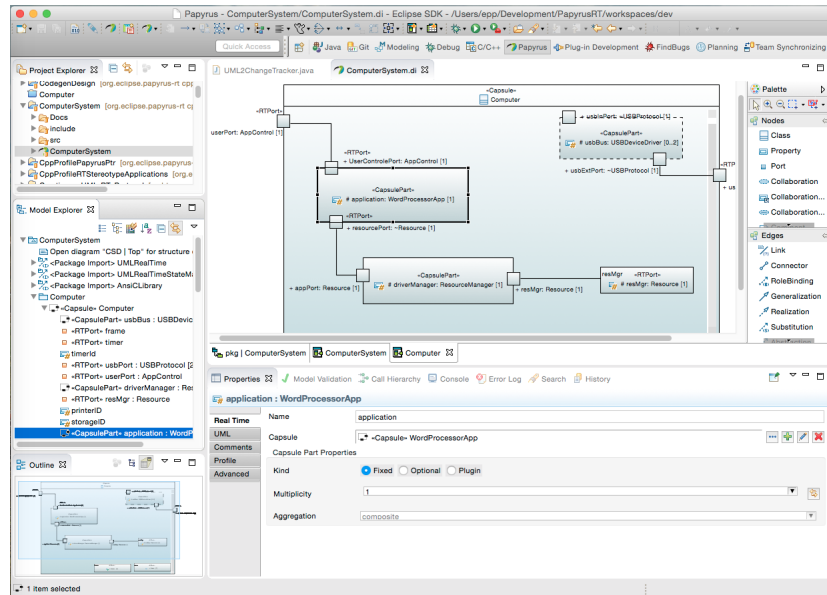 Papyrus - ComputerSystem/ComputerSystem.di - Eclipse SDK - /Users/epp/Development/PapyrusRT/workspaces/dev
Quick Access
Java
Git
Modeling
Debug
C/C++
Papyrus
Plug-in Development
FindBugs
Planning
Team Synchronizing
Project Explorer
CodegenDesign [org.eclipse.papyrus-rt cpp
Computer
ComputerSystem [org.eclipse.papyrus-rt c
Docs
include
src
ComputerSystem
CppProfilePapyrusPtr [org.eclipse.papyrus-
CppProfileRTStereotypeApplications [org.e
Model Explorer
ComputerSystem
Open diagram "CSD | Top" for structure
<Package Import> UMLRealTime
<Package Import> UMLRealTimeStateM
<Package Import> AnsiCLibrary
Computer
«Capsule» Computer
«CapsulePart» usbBus : USBDevic
«RTPort» frame
«RTPort» timer
timerId
«RTPort» usbPort : USBProtocol [2
«RTPort» userPort : AppControl
«CapsulePart» driverManager : Res
«RTPort» resMgr : Resource
printerID
storageID
«CapsulePart» application : WordP
Outline
UML2ChangeTracker.java
ComputerSystem.di
«Capsule»
Computer
«RTPort»
userPort: AppControl [1]
+ usbIsPort: ~USBProtocol [1]
«CapsulePart»
# usbBus: USBDeviceDriver [0..2]
+ usbExtPort: ~USBProtocol [1]
«RTP
+ us
«RTPort»
+ UserControlePort: AppControl [1]
«CapsulePart»
# application: WordProcessorApp [1]
«RTPort»
+ resourcePort: ~Resource [1]
«CapsulePart»
# driverManager: ResourceManager [1]
+ appPort: Resource [1]
+ resMgr: Resource [1]
resMgr
«RTPort»
# resMgr: Resource [1]
Palette
Nodes
Class
Property
Port
Collaboration
Collaboration...
Collaboration...
Edges
Link
Connector
RoleBinding
Generalization
Realization
Substitution
pkg | ComputerSystem
ComputerSystem
Computer
Properties
Model Validation
Call Hierarchy
Console
Error Log
Search
History
application : WordProcessorApp
Real Time
UML
Comments
Profile
Advanced
Name
application
Capsule
«Capsule» WordProcessorApp
Capsule Part Properties
Kind
Fixed
Optional
Plugin
Multiplicity
1
Aggregation
composite
1 item selected